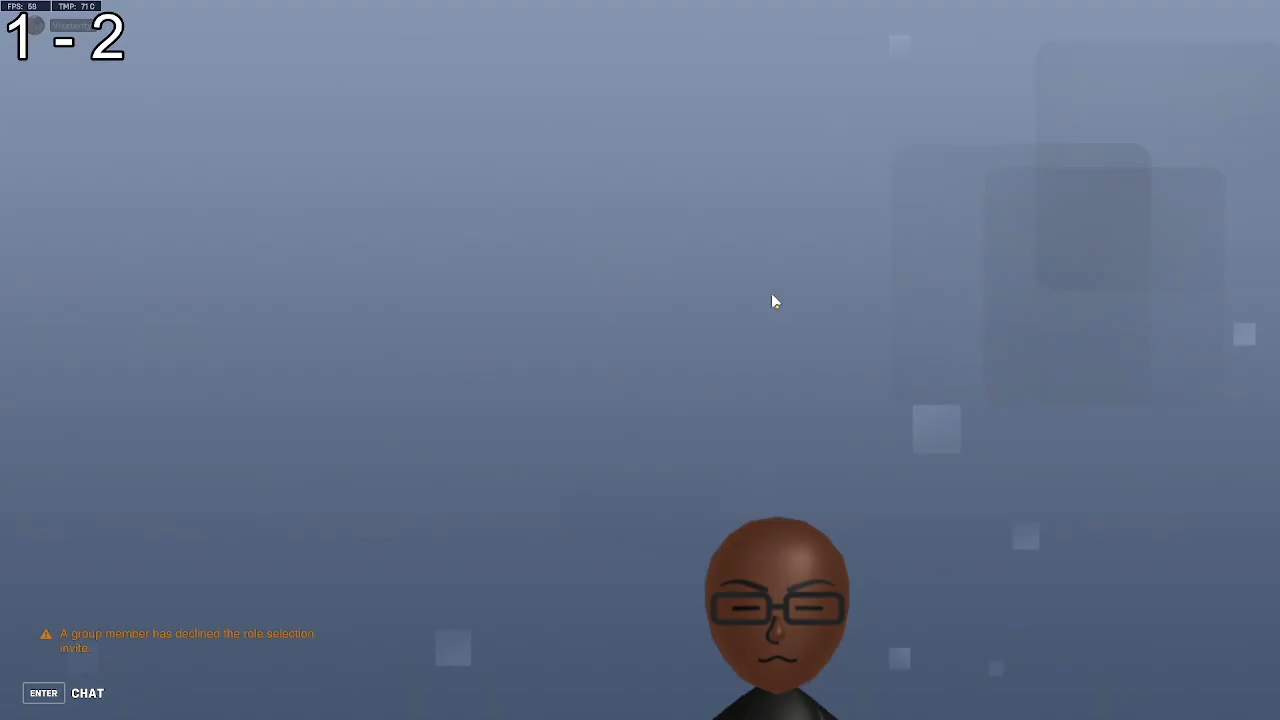 FPS: 59 TMP: 71 C
1 - 2
A group member has declined the role selection
invite.
ENTER CHAT